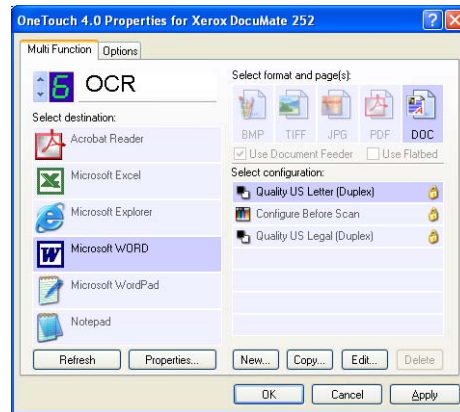 OneTouch 4.0 Properties for Xerox DocuMate 252
Multi Function Options
6 OCR
Select destination:
Acrobat Reader
Microsoft Excel
Microsoft Explorer
Microsoft WORD
Microsoft WordPad
Notepad
Refresh Properties...
Select format and page(s):
BMP TIFF JPG PDF DOC
Use Document Feeder Use Flatbed
Select configuration:
Quality US Letter (Duplex)
Configure Before Scan
Quality US Legal (Duplex)
New... Copy... Edit... Delete
OK Cancel Apply